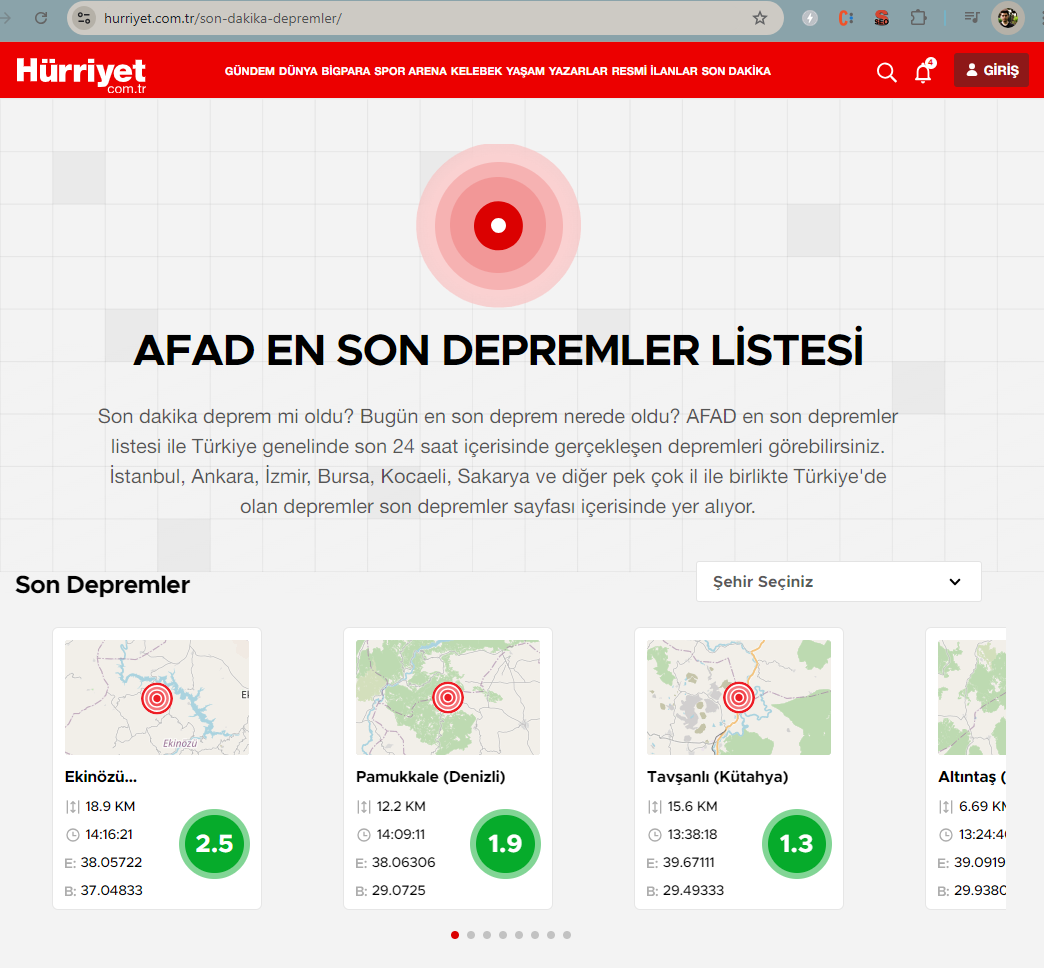 hurriyet.com.tr/son-dakika-depremler/
Hürriyet
com.tr
GÜNDEM DÜNYA BİGPARA SPOR ARENA KELEBEK YAŞAM YAZARLAR RESMİ İLANLAR SON DAKİKA
4
GİRİŞ
AFAD EN SON DEPREMLER LİSTESİ
Son dakika deprem mi oldu? Bugün en son deprem nerede oldu? AFAD en son depremler
listesi ile Türkiye genelinde son 24 saat içerisinde gerçekleşen depremleri görebilirsiniz.
İstanbul, Ankara, İzmir, Bursa, Kocaeli, Sakarya ve diğer pek çok il ile birlikte Türkiye'de
olan depremler son depremler sayfası içerisinde yer alıyor.
Son Depremler
Şehir Seçiniz
Ekinözü
Ekinözü...
18.9 KM
14:16:21
E: 38.05722
B: 37.04833
2.5
Pamukkale (Denizli)
12.2 KM
14:09:11
E: 38.06306
B: 29.0725
1.9
Tavşanlı (Kütahya)
15.6 KM
13:38:18
E: 39.67111
B: 29.49333
1.3
Altıntaş (
6.69 KM
13:24:4
E: 39.0919
B: 29.9380